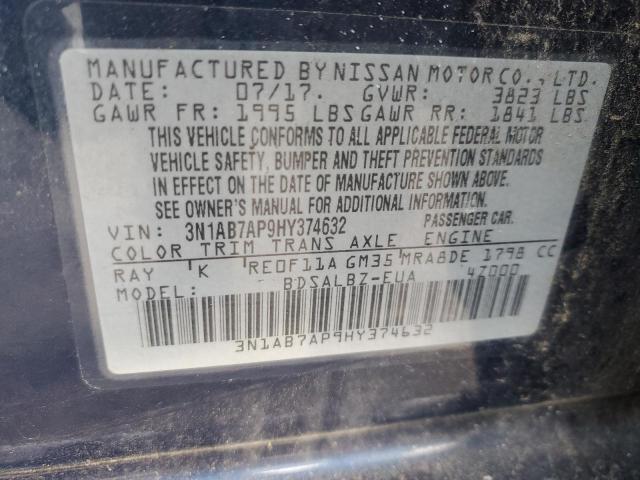 MANUFACTURED BY NISSAN MOTOR CO., LTD.
DATE: 07/17. GVWR: 3823 LBS
GAWR FR: 1995 LBS GAWR RR: 1841 LBS
THIS VEHICLE CONFORMS TO ALL APPLICABLE FEDERAL MOTOR
VEHICLE SAFETY, BUMPER AND THEFT PREVENTION STANDARDS
IN EFFECT ON THE DATE OF MANUFACTURE SHOWN ABOVE.
SEE OWNER'S MANUAL FOR ADDITIONAL INFORMATION.
VIN: 3N1AB7AP9HY374632 PASSENGER CAR.
COLOR TRIM TRANS AXLE ENGINE
RAY K RE0F11A GM35 MRA8DE 1798 CC
MODEL: BDSALBZ-EUA 47000
3N1AB7AP9HY374632